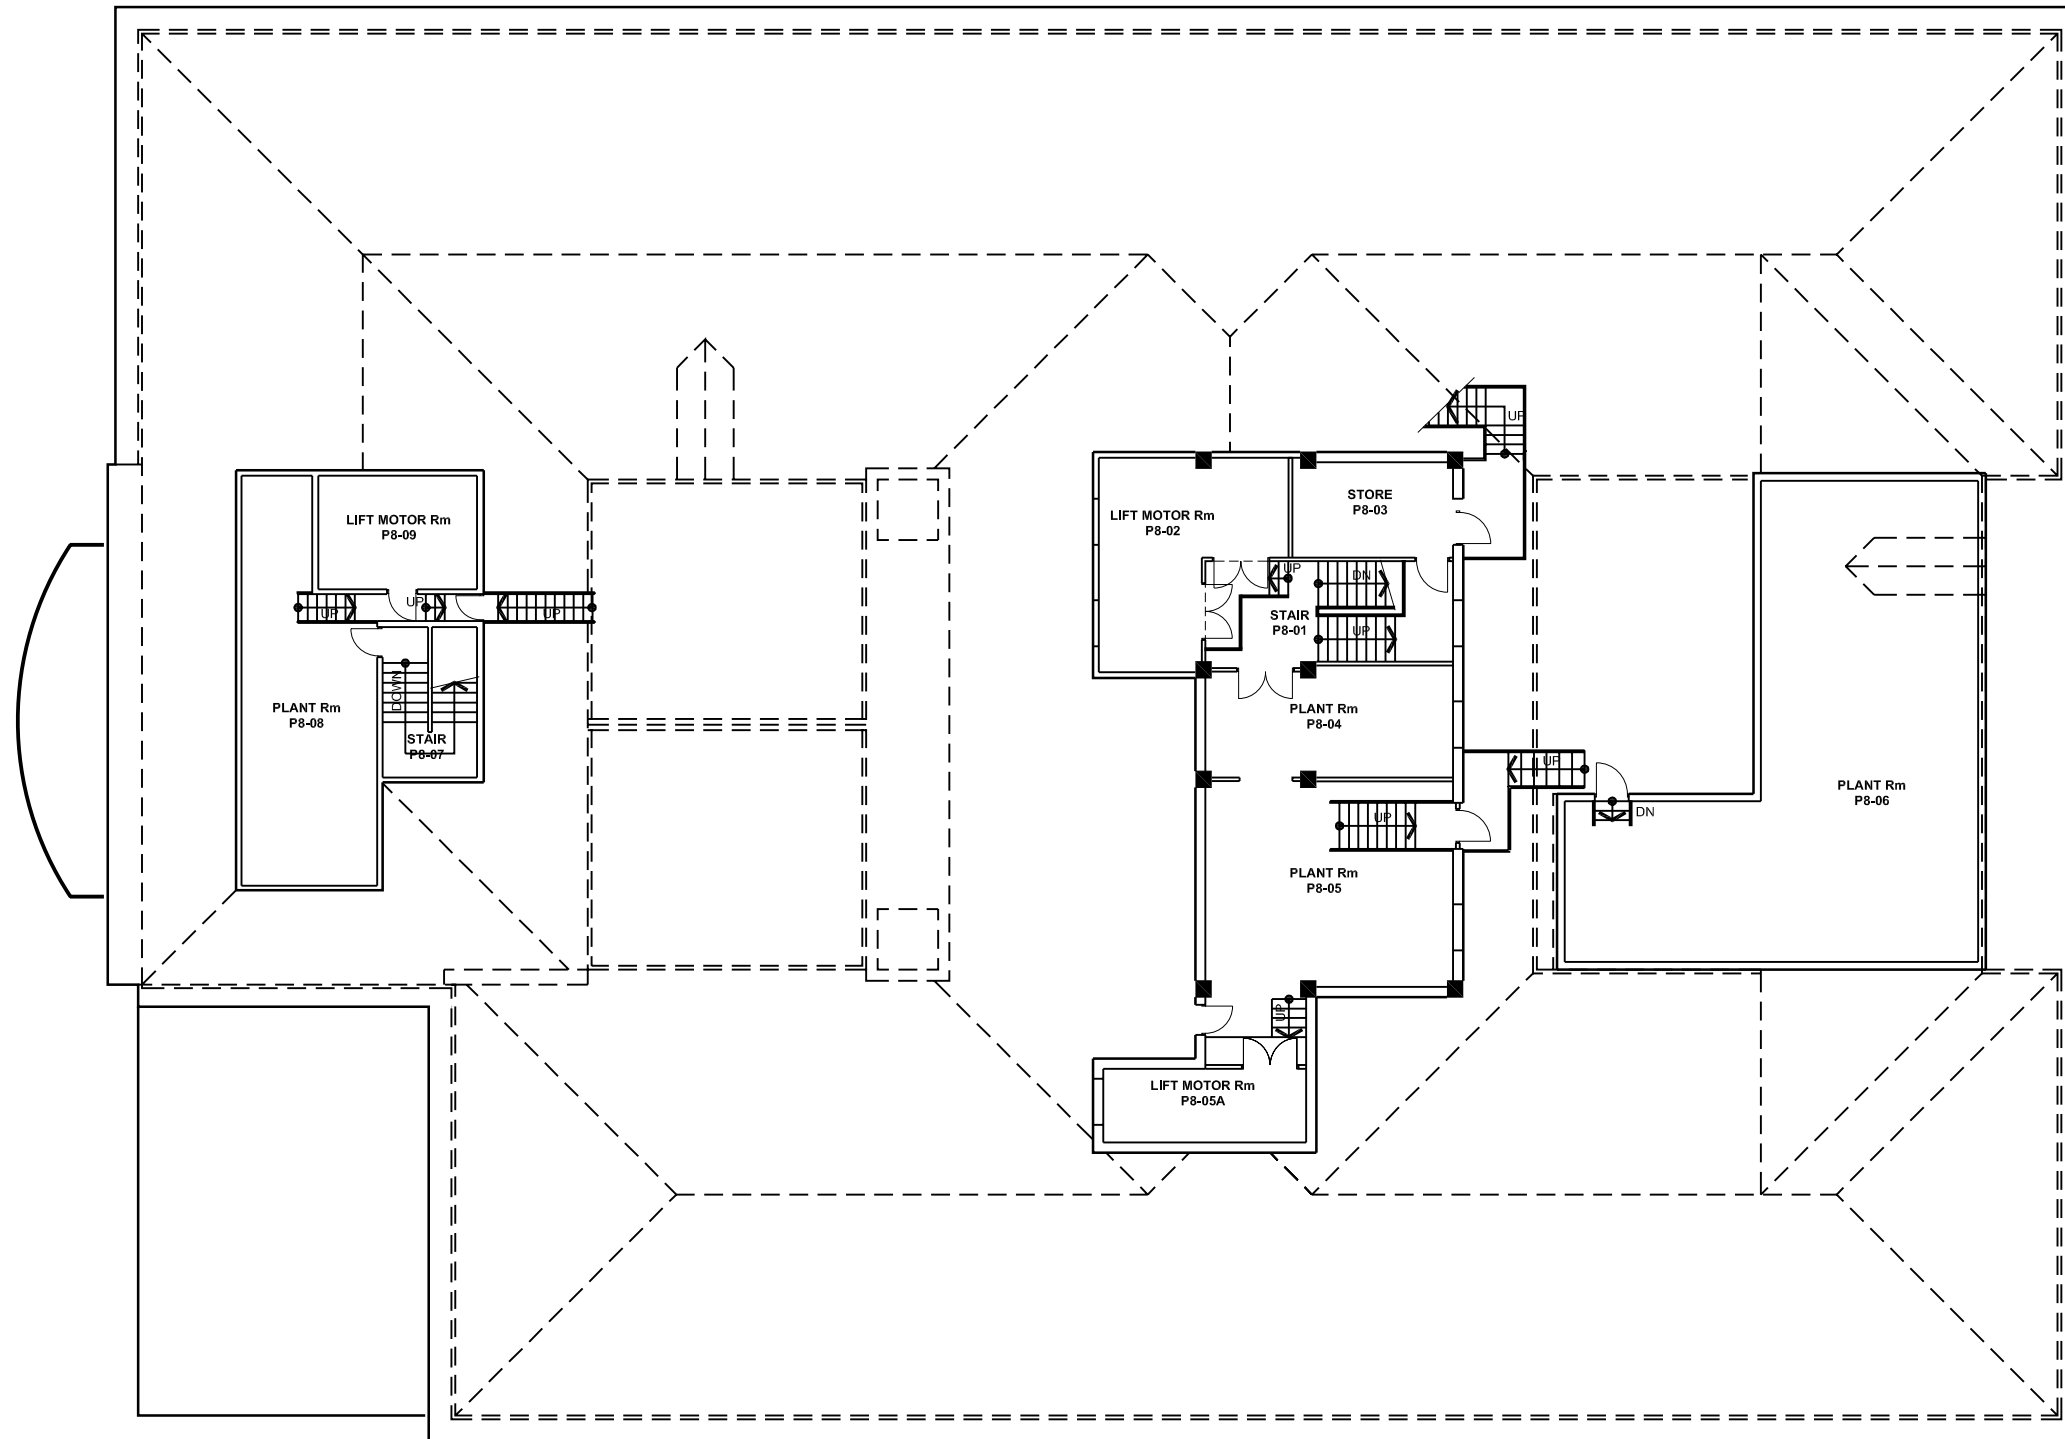 UP
LIFT MOTOR Rm
P8-09
LIFT MOTOR Rm
P8-02
STORE
P8-03
UP
DN
STAIR
P8-01
UP
UP
UP
UP
PLANT Rm
P8-08
DOWN
STAIR
P8-07
PLANT Rm
P8-04
UP
PLANT Rm
P8-06
DN
UP
PLANT Rm
P8-05
UP
LIFT MOTOR Rm
P8-05A